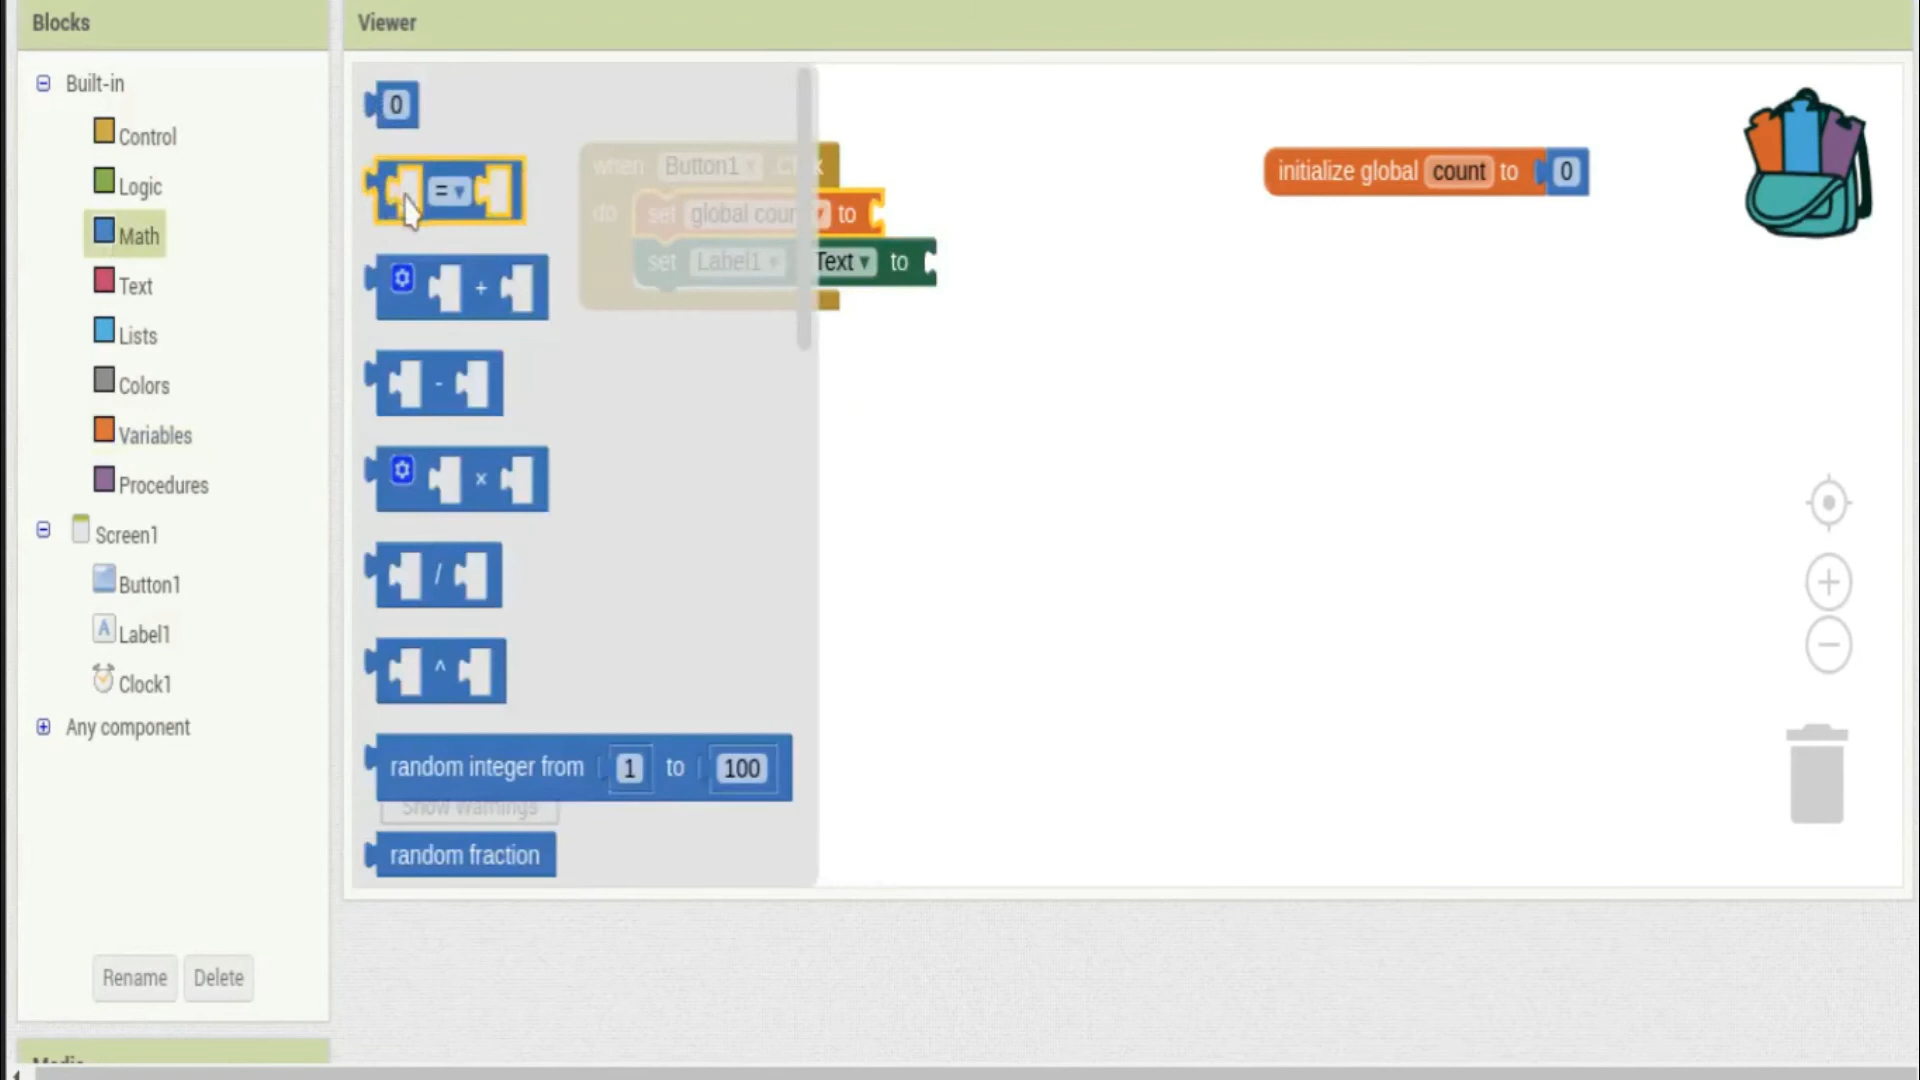 Blocks
Viewer
Built-in
Control
Logic
Math
Text
Lists
Colors
Variables
Procedures
Screen1
Button1
Label1
Clock1
Any component
Rename
Delete
0
=
+
-
×
/
^
random integer from 1 to 100
Show Warnings
random fraction
when Button1
do set global to
set Label1 Text to
initialize global count to 0